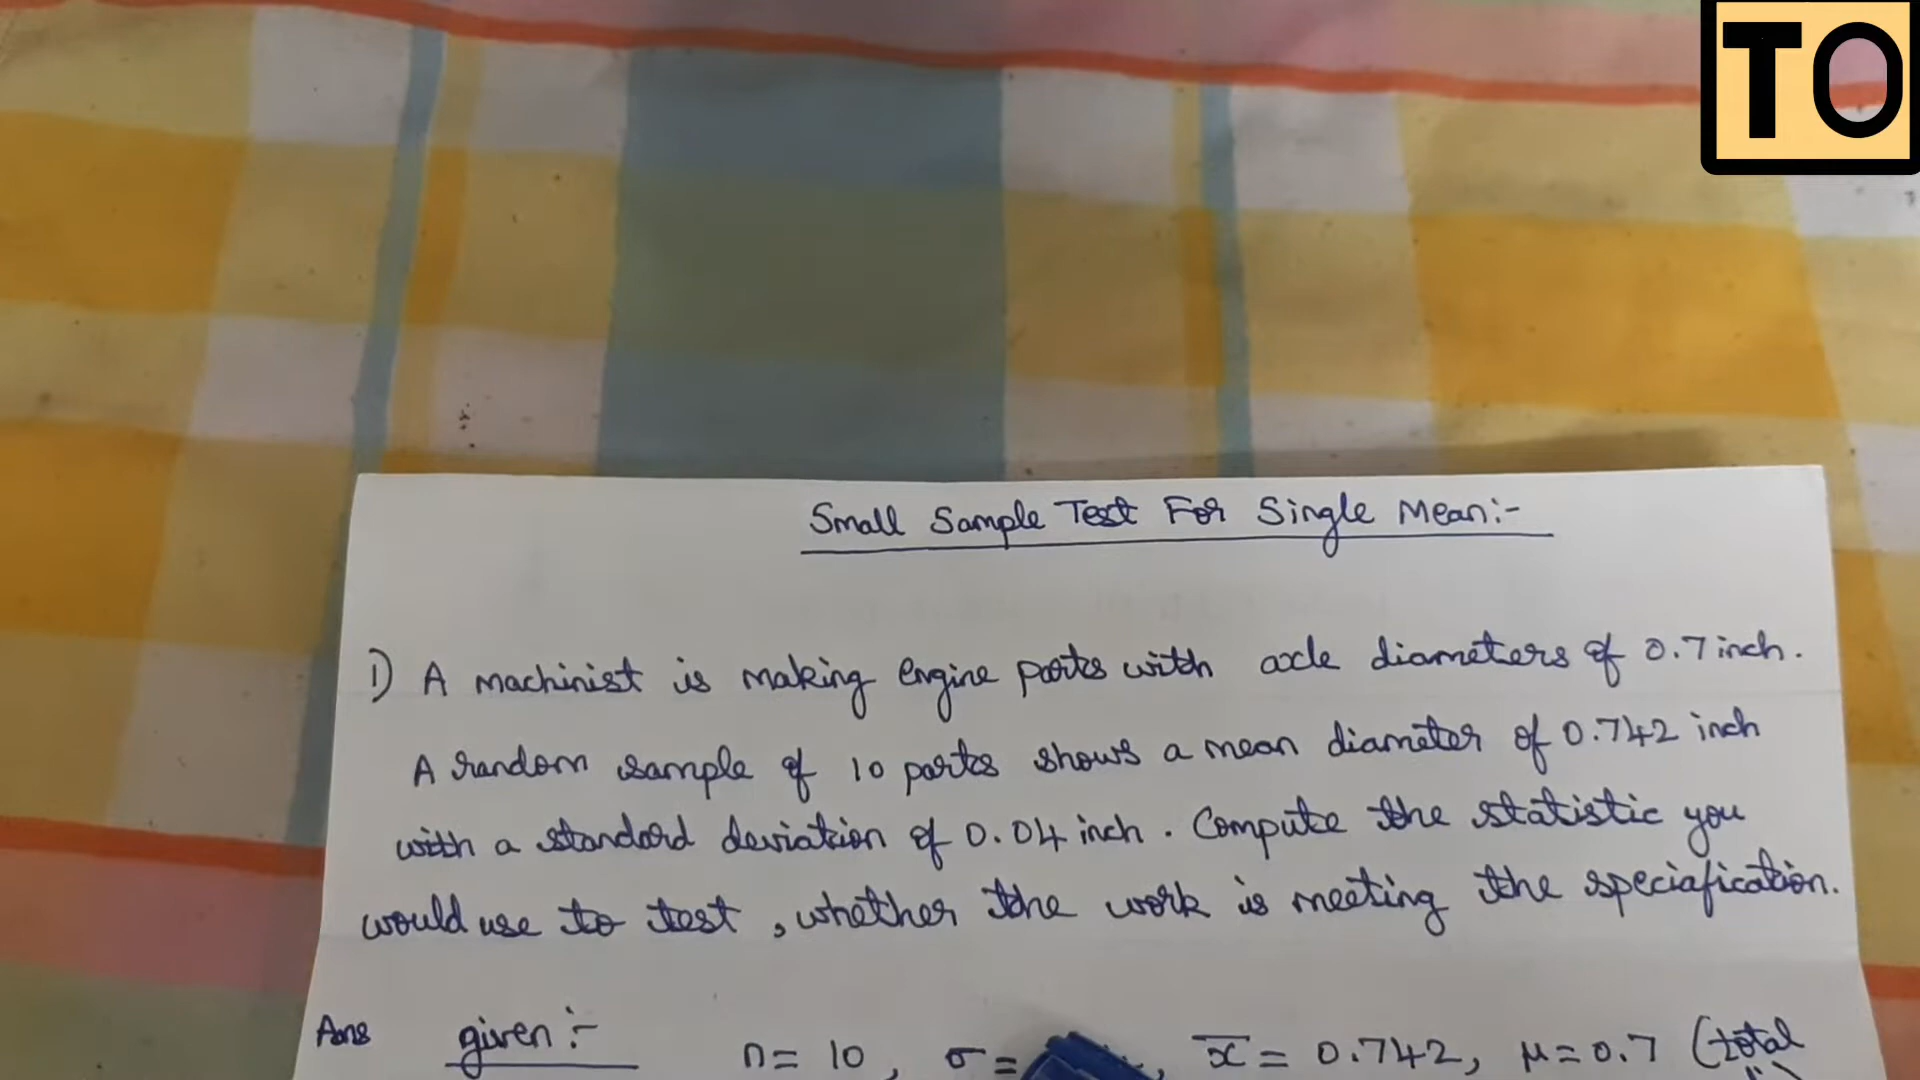 TO
Small Sample Test For Single Mean:-
1) A machinist is making engine parts with axle diameters of 0.7 inch.
A random sample of 10 parts shows a mean diameter of 0.742 inch
with a standard deviation of 0.04 inch. Compute the statistic you
would use to test, whether the work is meeting the speciafication.
Ans given:-
n = 10, σ = , x̄ = 0.742, μ = 0.7 (total